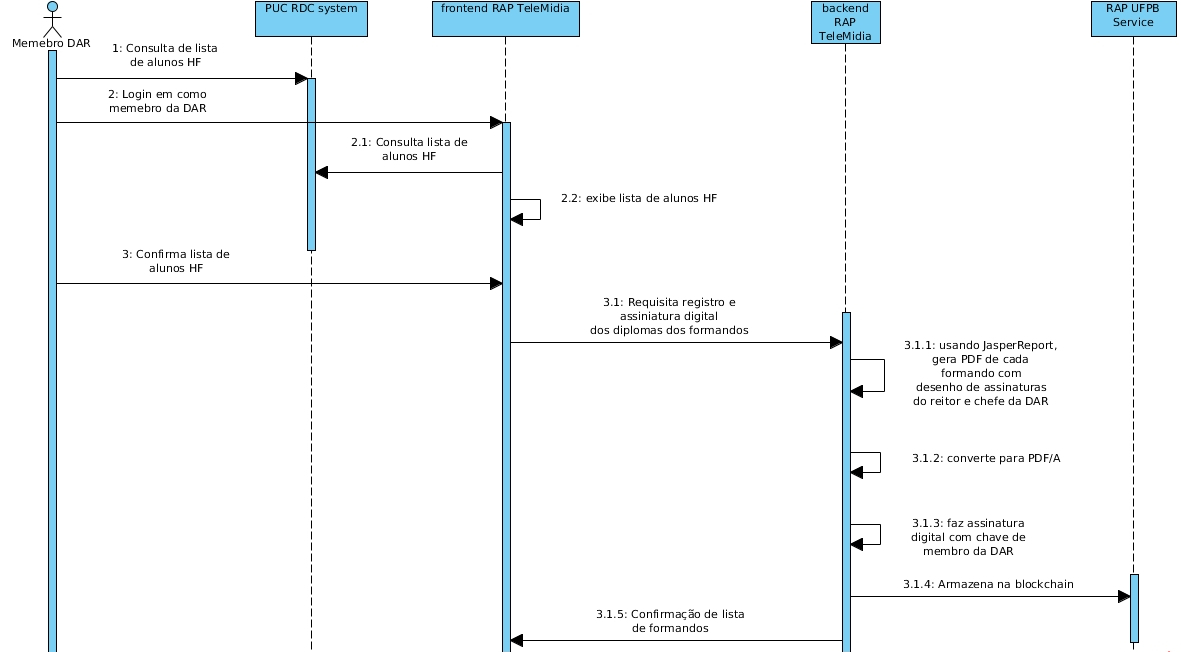 PUC RDC system
frontend RAP TeleMidia
backend
RAP
TeleMidia
RAP UFPB
Service
Memebro DAR
1: Consulta de lista
de alunos HF
2: Login em como
memebro da DAR
2.1: Consulta lista de
alunos HF
2.2: exibe lista de alunos HF
3: Confirma lista de
alunos HF
3.1: Requisita registro e
assiniatura digital
dos diplomas dos formandos
3.1.1: usando JasperReport,
gera PDF de cada
formando com
desenho de assinaturas
do reitor e chefe da DAR
3.1.2: converte para PDF/A
3.1.3: faz assinatura
digital com chave de
membro da DAR
3.1.4: Armazena na blockchain
3.1.5: Confirmação de lista
de formandos